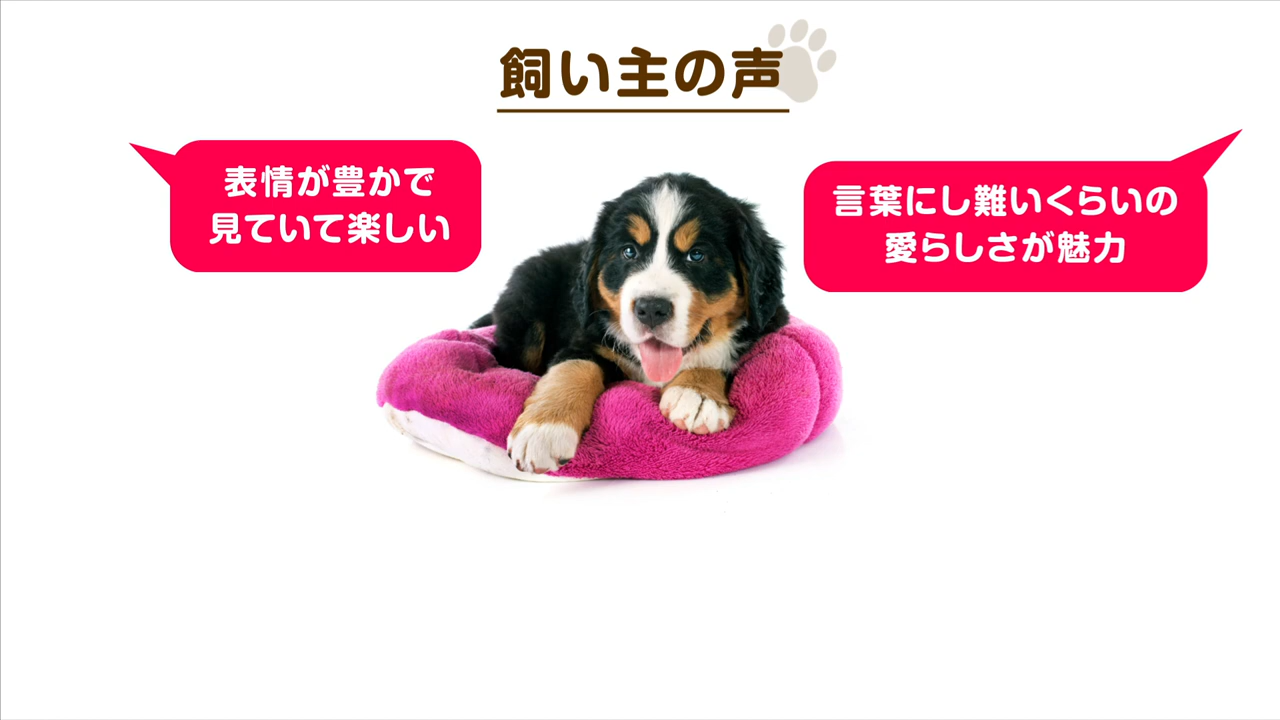 飼い主の声
表情が豊かで
見ていて楽しい
言葉にし難いくらいの
愛らしさが魅力